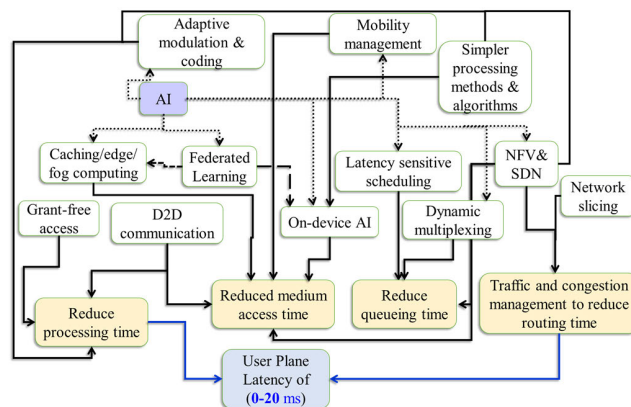 Adaptive
modulation &
coding
Mobility
management
Simpler
processing
methods &
algorithms
AI
Caching/edge/
fog computing
Federated
Learning
Latency sensitive
scheduling
NFV&
SDN
Network
slicing
Grant-free
access
D2D
communication
On-device AI
Dynamic
multiplexing
Reduce
processing time
Reduced medium
access time
Reduce
queueing time
Traffic and congestion
management to reduce
routing time
User Plane
Latency of
(0-20 ms)